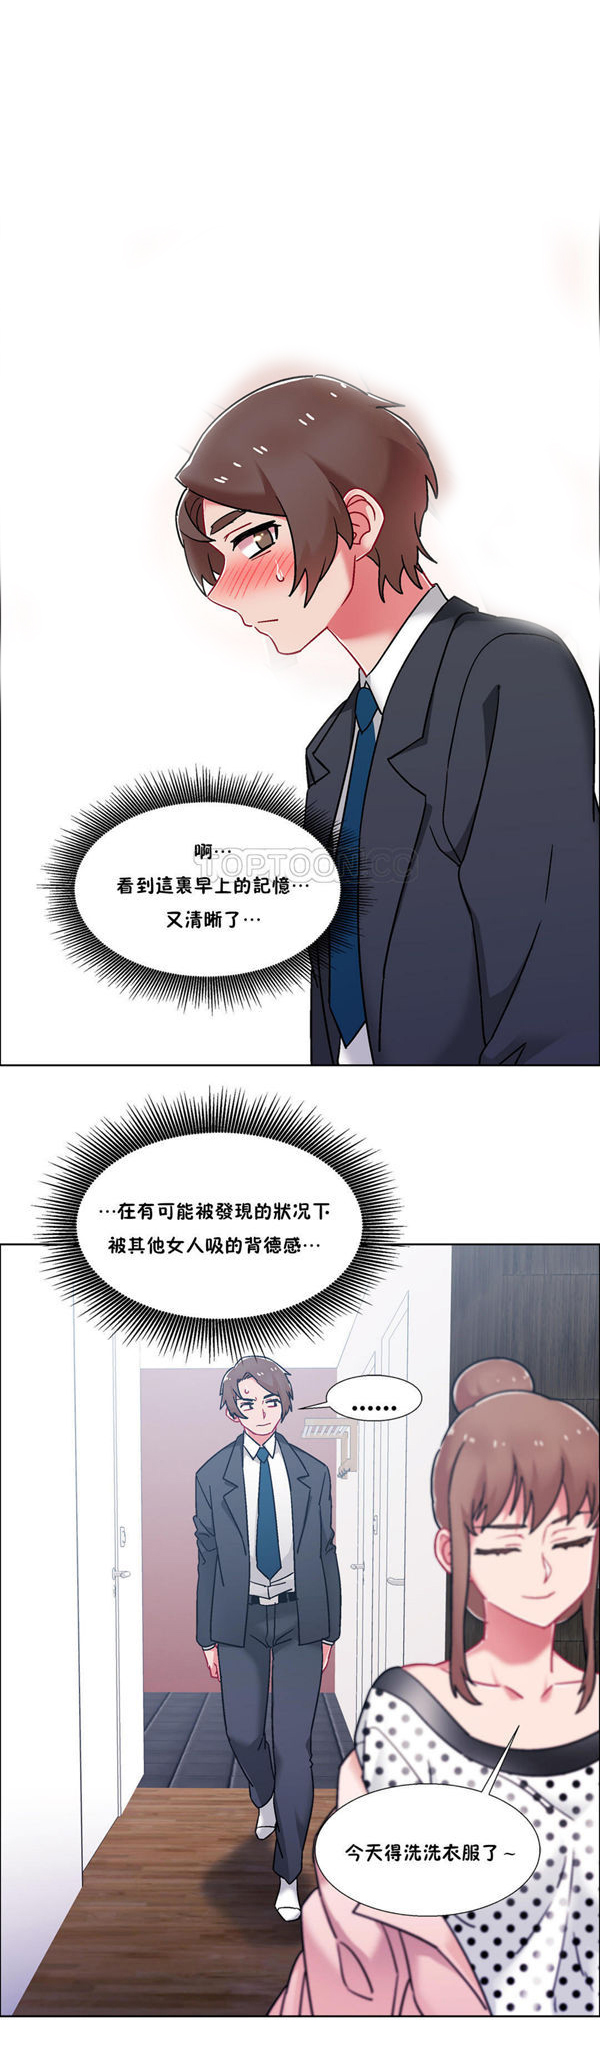 啊…
TOPTOON.CO
看到這裏早上的記憶…
又清晰了…
…在有可能被發現的狀況下
被其他女人吸的背德感…
......
今天得洗洗衣服了~